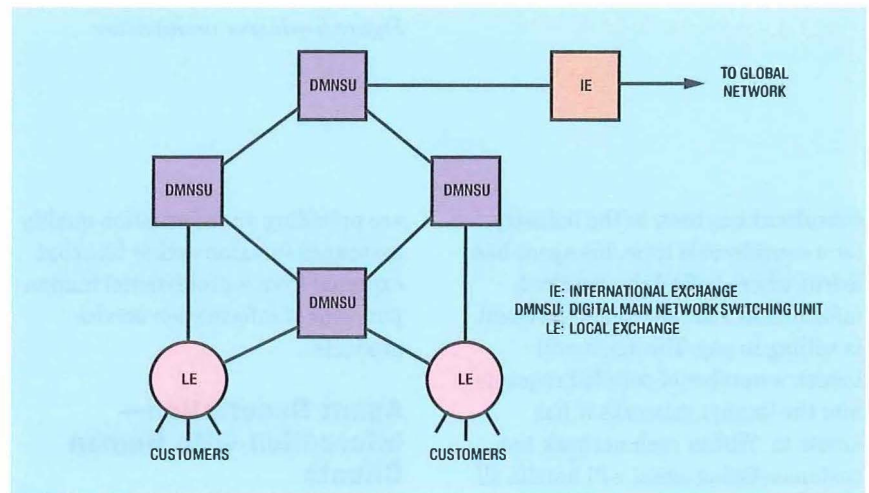 DMNSU
IE
TO GLOBAL
NETWORK
DMNSU
DMNSU
DMNSU
IE: INTERNATIONAL EXCHANGE
DMNSU: DIGITAL MAIN NETWORK SWITCHING UNIT
LE: LOCAL EXCHANGE
LE
LE
CUSTOMERS
CUSTOMERS